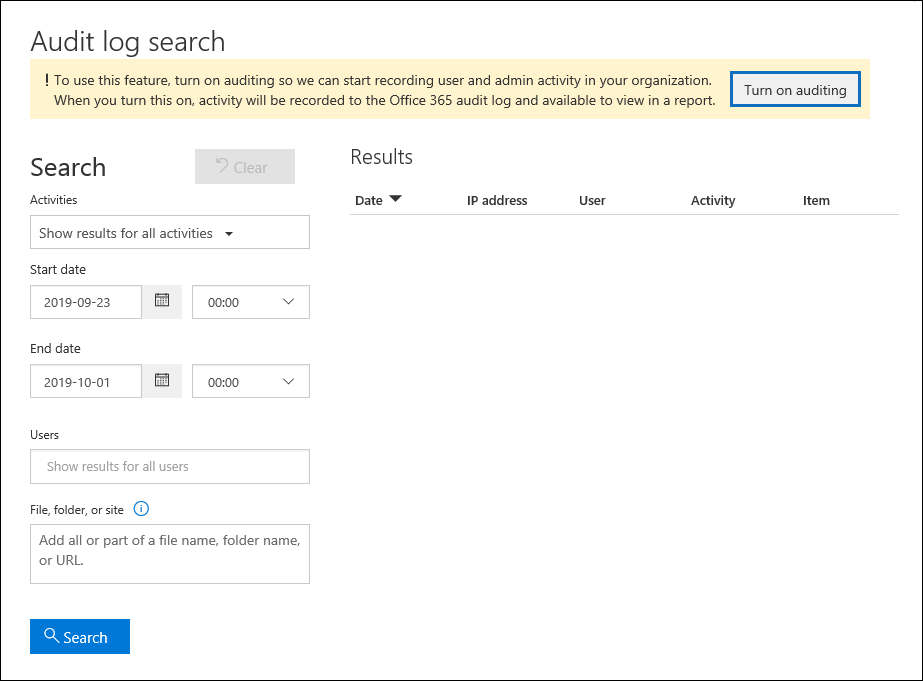 Audit log search
! To use this feature, turn on auditing so we can start recording user and admin activity in your organization.
When you turn this on, activity will be recorded to the Office 365 audit log and available to view in a report.
Turn on auditing
Search
Clear
Activities
Show results for all activities
Start date
2019-09-23
00:00
End date
2019-10-01
00:00
Users
Show results for all users
File, folder, or site
Add all or part of a file name, folder name,
or URL.
Search
Results
Date IP address User Activity Item